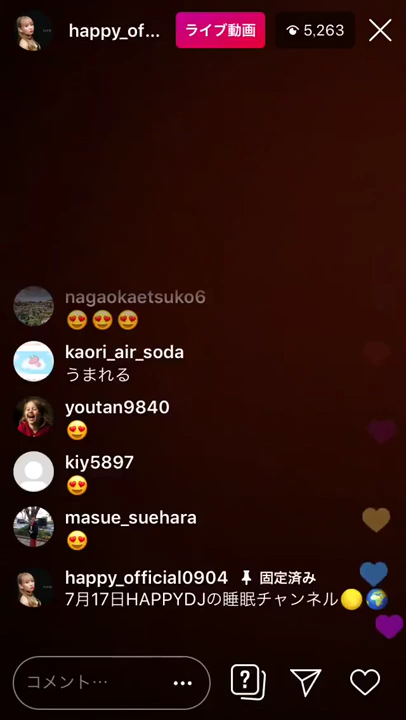 happy_of...
ライブ動画
5,263
nagaokaetsuko6
😍😍😍
kaori_air_soda
うまれる
youtan9840
😍
kiy5897
😍
masue_suehara
😍
happy_official0904 固定済み
7月17日HAPPYDJの睡眠チャンネル🌕🌍
コメント…